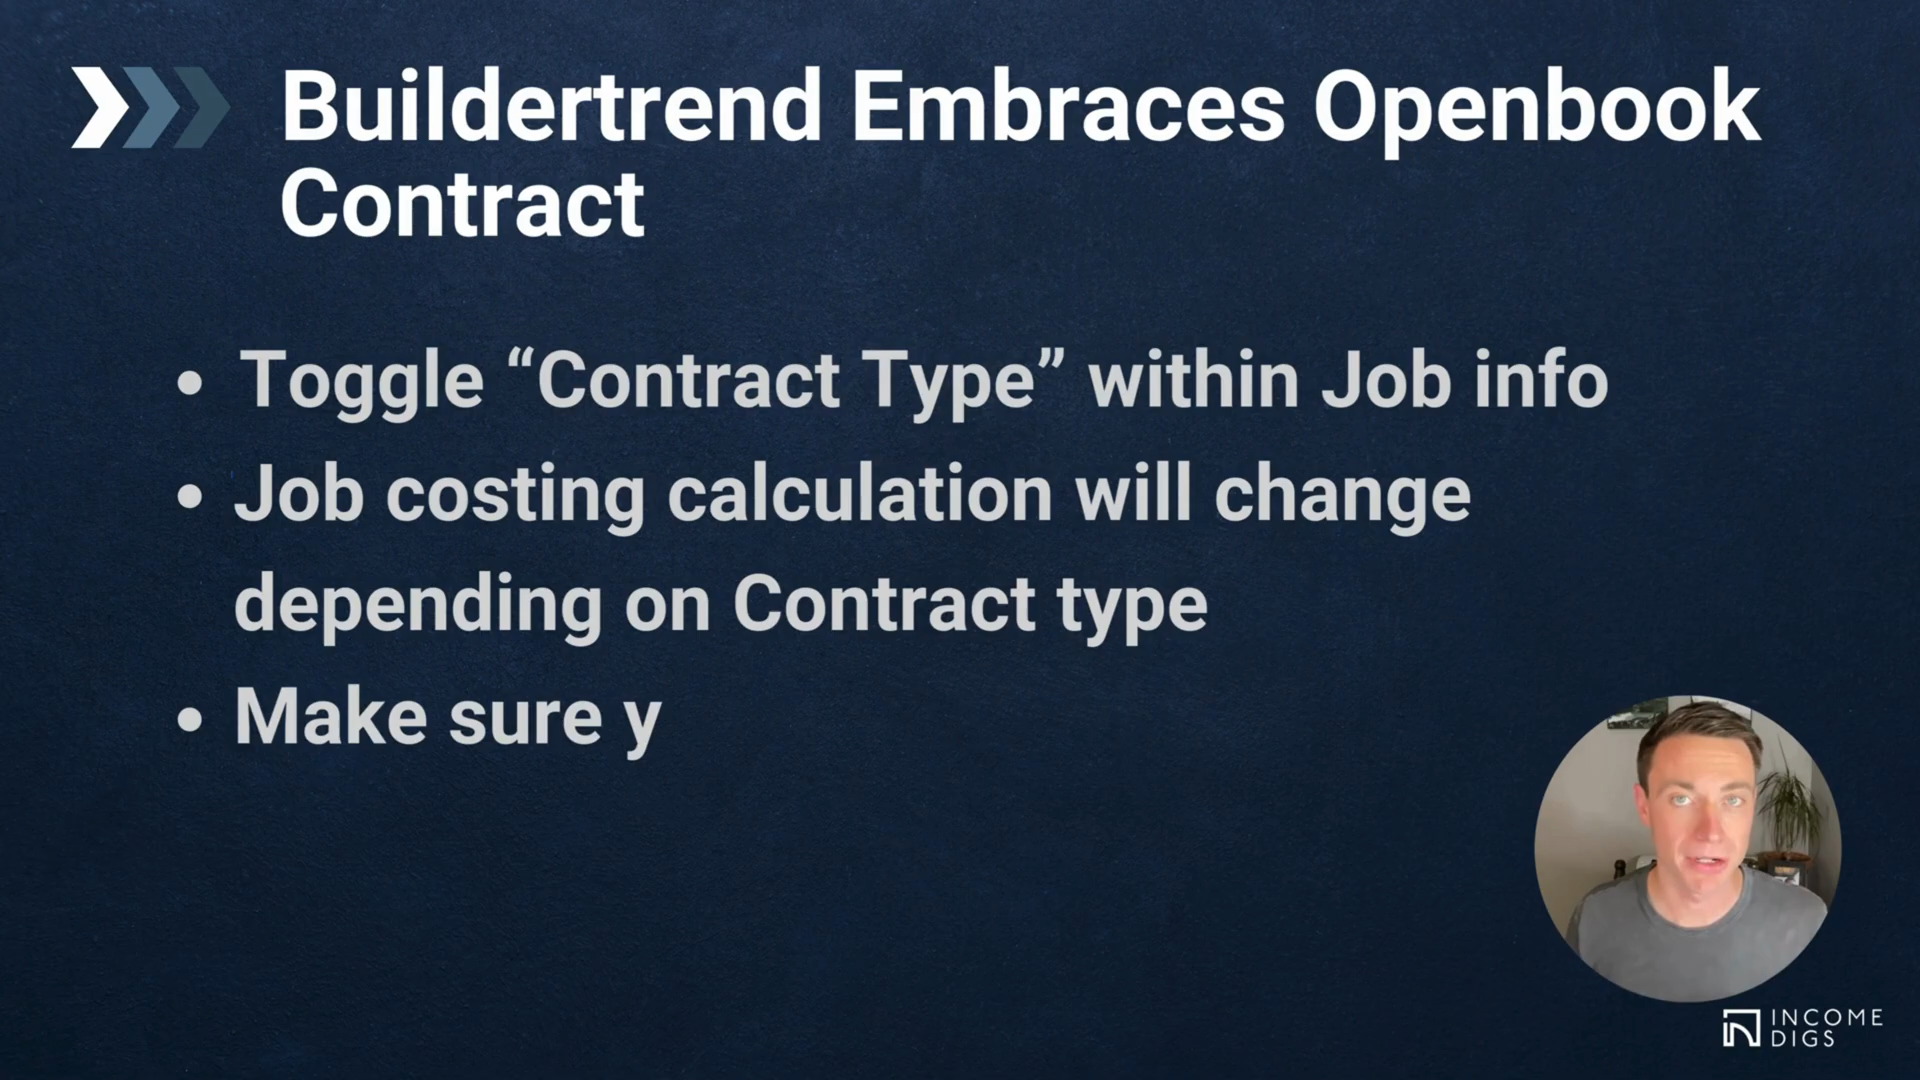 Buildertrend Embraces Openbook
Contract
• Toggle “Contract Type” within Job info
• Job costing calculation will change
depending on Contract type
• Make sure y
INCOME
DIGS